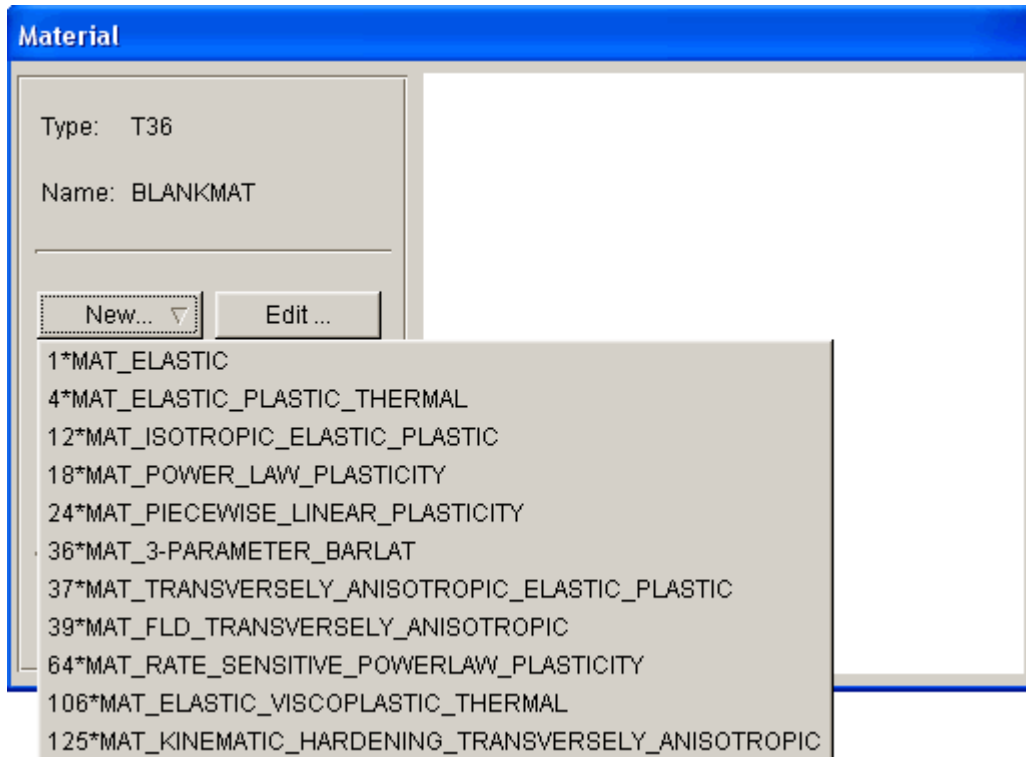 Material
Type: T36
Name: BLANKMAT
New... Edit ...
1*MAT_ELASTIC
4*MAT_ELASTIC_PLASTIC_THERMAL
12*MAT_ISOTROPIC_ELASTIC_PLASTIC
18*MAT_POWER_LAW_PLASTICITY
24*MAT_PIECEWISE_LINEAR_PLASTICITY
36*MAT_3-PARAMETER_BARLAT
37*MAT_TRANSVERSELY_ANISOTROPIC_ELASTIC_PLASTIC
39*MAT_FLD_TRANSVERSELY_ANISOTROPIC
64*MAT_RATE_SENSITIVE_POWERLAW_PLASTICITY
106*MAT_ELASTIC_VISCOPLASTIC_THERMAL
125*MAT_KINEMATIC_HARDENING_TRANSVERSELY_ANISOTROPIC